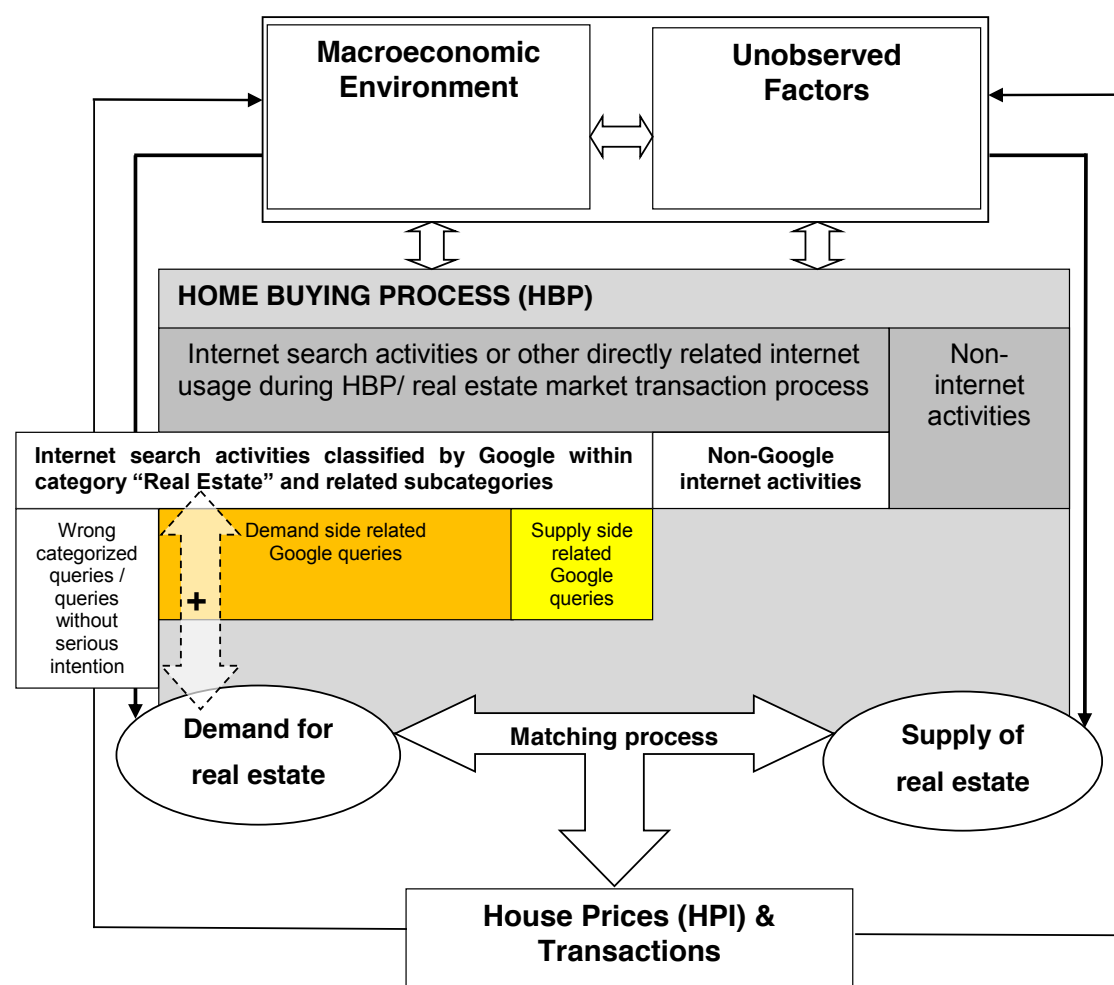 Macroeconomic
Environment
Unobserved
Factors
HOME BUYING PROCESS (HBP)
Internet search activities or other directly related internet
usage during HBP/ real estate market transaction process
Non-
internet
activities
Internet search activities classified by Google within
category “Real Estate” and related subcategories
Non-Google
internet activities
Wrong
categorized
queries /
queries
without
serious
intention
+
Demand side related
Google queries
Supply side
related
Google
queries
Demand for
real estate
Matching process
Supply of
real estate
House Prices (HPI) &
Transactions